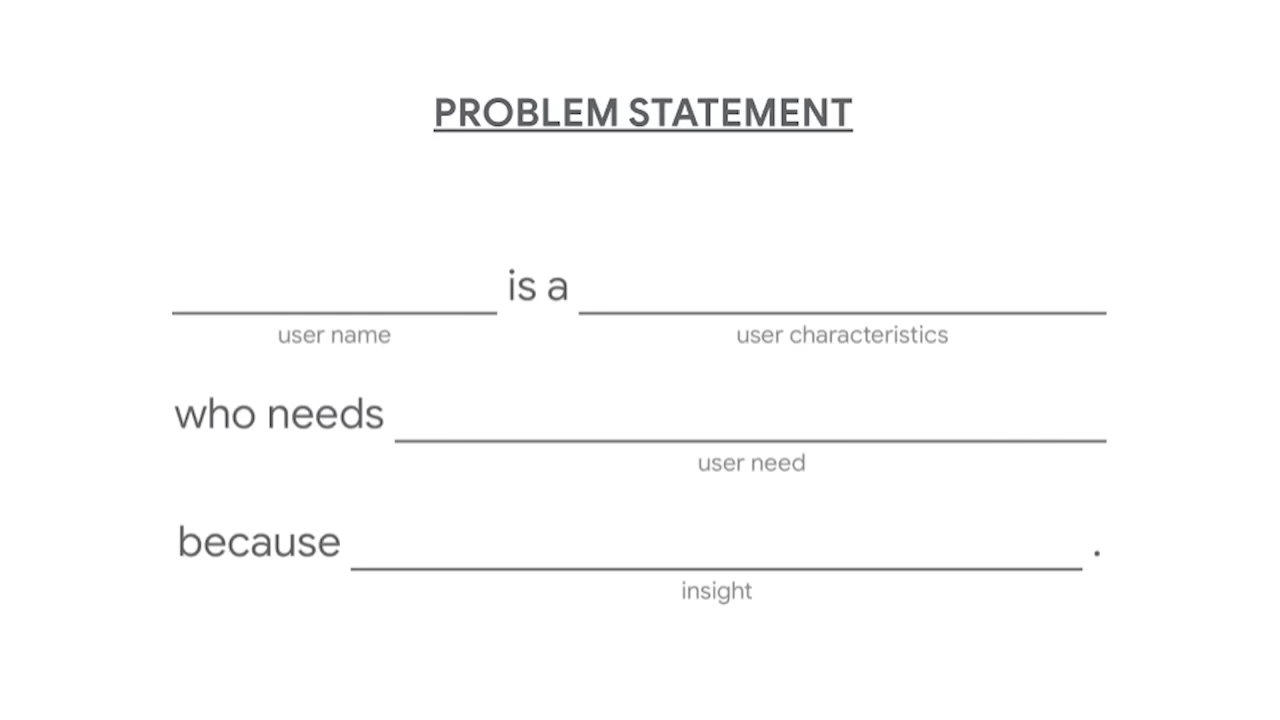 PROBLEM STATEMENT
is a
user name user characteristics
who needs
user need
because .
insight